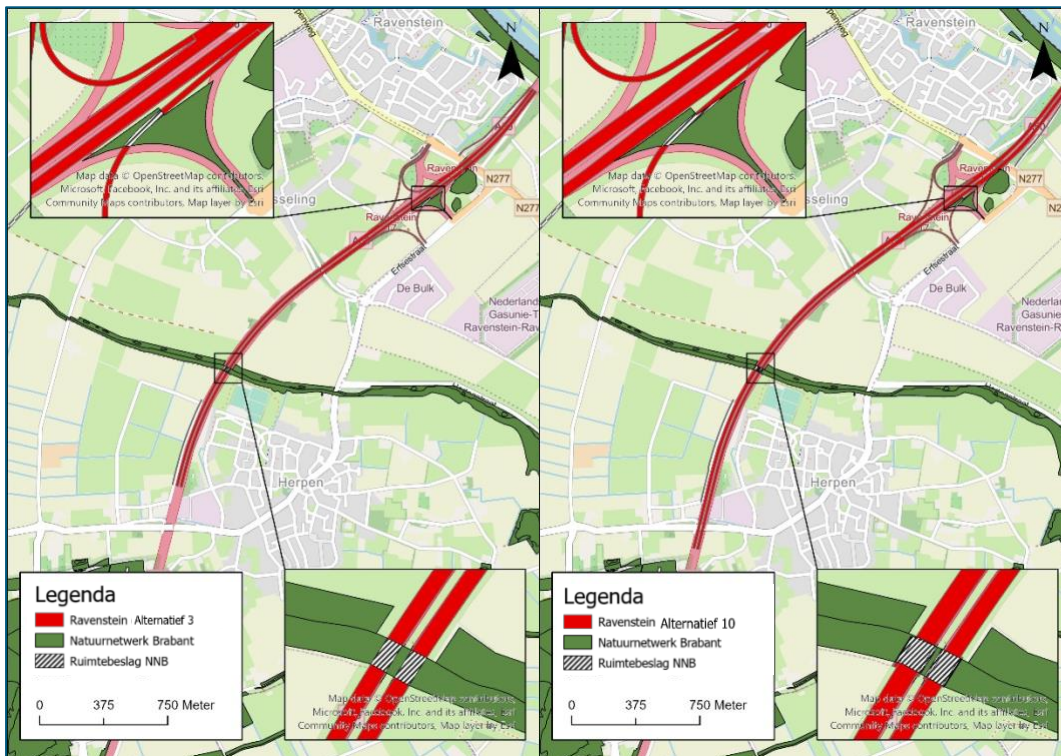 Ravenstein
N
Map data © OpenStreetMap contributors,
Microsoft, Facebook, Inc. and its affiliates, Esri
Community Maps contributors, Map layer by Esri
Ravenstein
N277
N277
Ravenstein
Erfsestraat
De Bulk
Nederland
Gasunie-T
Ravenstein-Ra
Herpen
Legenda
Ravenstein Alternatief 3
Natuurnetwerk Brabant
Ruimtebeslag NNB
0 375 750 Meter
Map data © OpenStreetMap contributors,
Microsoft, Facebook, Inc. and its affiliates, Esri
Community Maps contributors, Map layer by Esri
Ravenstein
N
Map data © OpenStreetMap contributors,
Microsoft, Facebook, Inc. and its affiliates, Esri
Community Maps contributors, Map layer by Esri
Ravenstein
N277
N277
Ravenstein
Erfsestraat
De Bulk
Nederland
Gasunie-T
Ravenstein-Ra
Herpen
Legenda
Ravenstein Alternatief 10
Natuurnetwerk Brabant
Ruimtebeslag NNB
0 375 750 Meter
Map data © OpenStreetMap contributors,
Microsoft, Facebook, Inc. and its affiliates, Esri
Community Maps contributors, Map layer by Esri